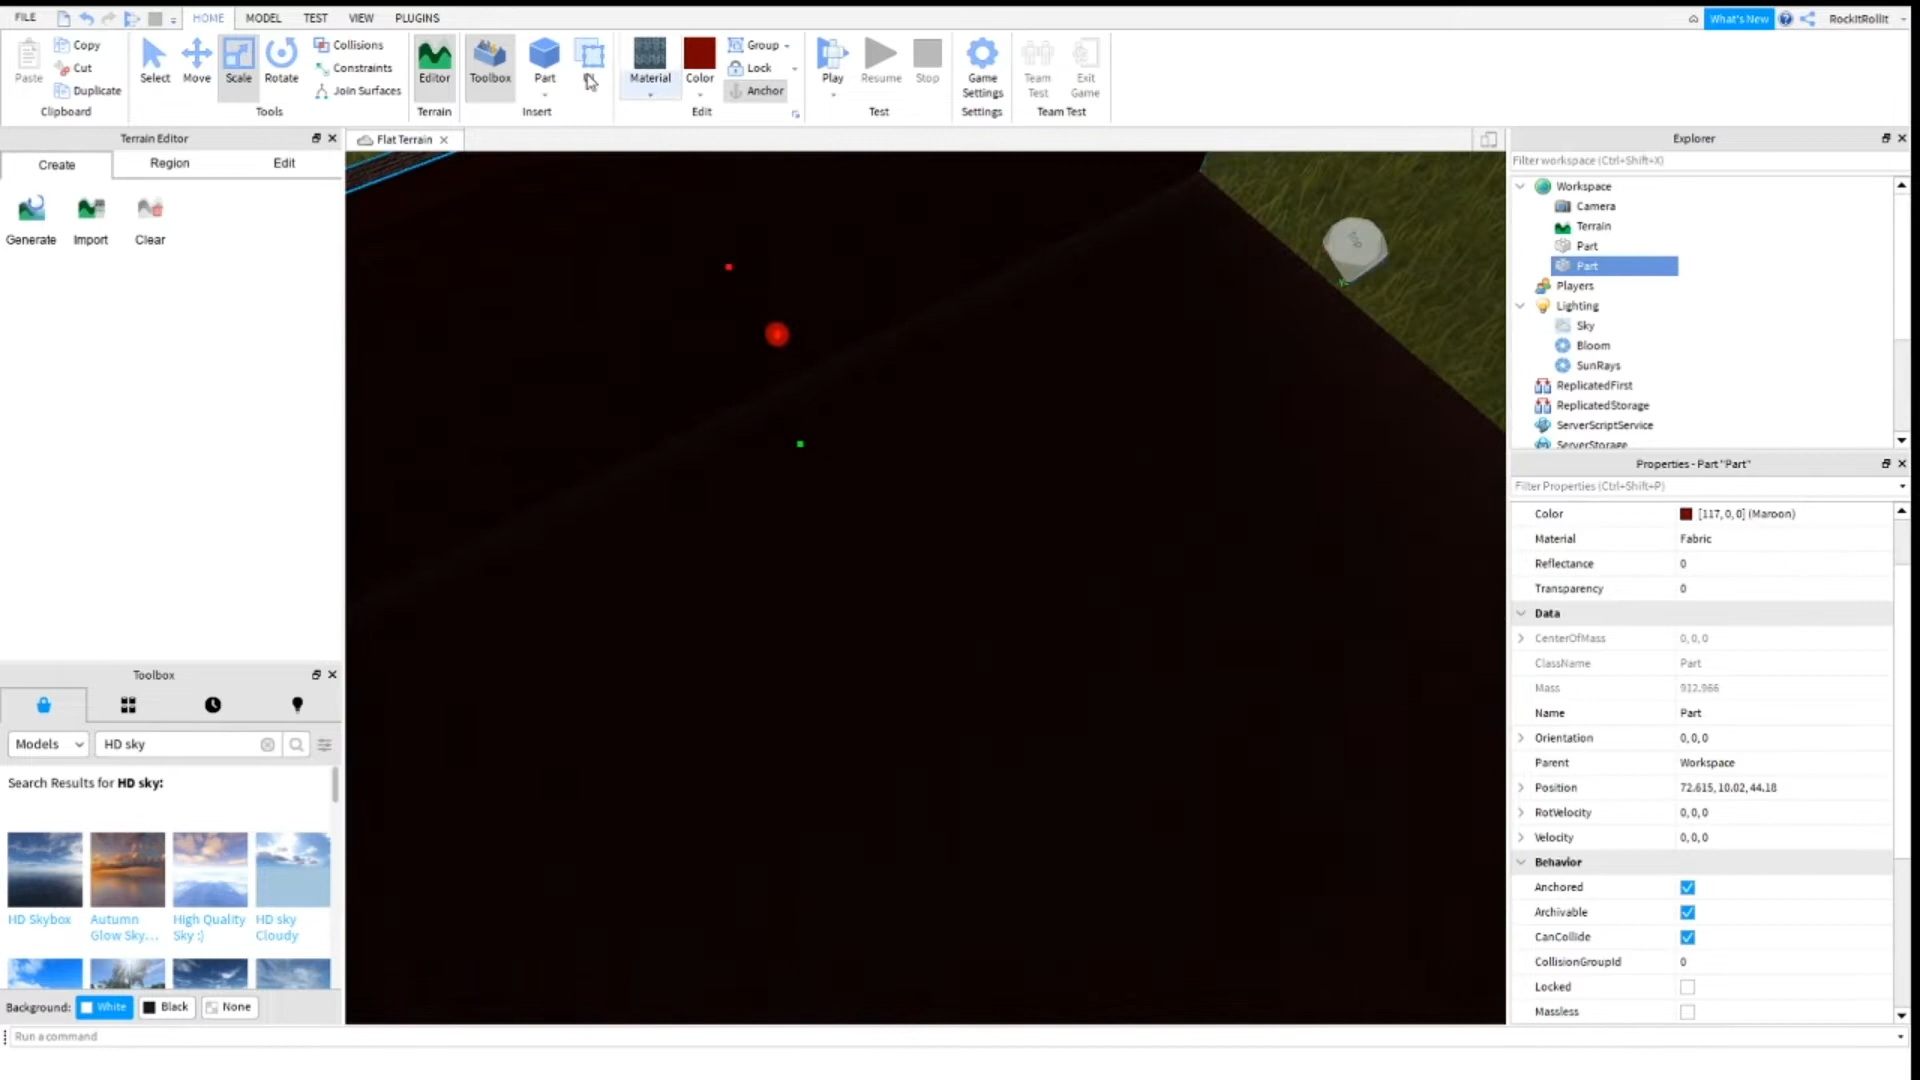 FILE HOME MODEL TEST VIEW PLUGINS What's New RockItRollIt
Paste Copy Cut Duplicate Clipboard
Select Move Scale Rotate Collisions Constraints Join Surfaces Tools
Editor Terrain
Toolbox Part Insert
Material Color Group Lock Anchor Edit
Play Resume Stop Test
Game Settings Settings
Team Test Exit Game Team Test
Terrain Editor
Create Region Edit
Generate Import Clear
Flat Terrain
TOP
Toolbox
Models HD sky
Search Results for HD sky:
HD Skybox
Autumn Glow Sky...
High Quality Sky :)
HD sky Cloudy
Background: White Black None
Run a command
Explorer
Filter workspace (Ctrl+Shift+X)
Workspace
Camera
Terrain
Part
Part
Players
Lighting
Sky
Bloom
SunRays
ReplicatedFirst
ReplicatedStorage
ServerScriptService
ServerStorage
Properties - Part "Part"
Filter Properties (Ctrl+Shift+P)
Color [117, 0, 0] (Maroon)
Material Fabric
Reflectance 0
Transparency 0
Data
CenterOfMass 0, 0, 0
ClassName Part
Mass 912.966
Name Part
Orientation 0, 0, 0
Parent Workspace
Position 72.615, 10.02, 44.18
RotVelocity 0, 0, 0
Velocity 0, 0, 0
Behavior
Anchored
Archivable
CanCollide
CollisionGroupId 0
Locked
Massless